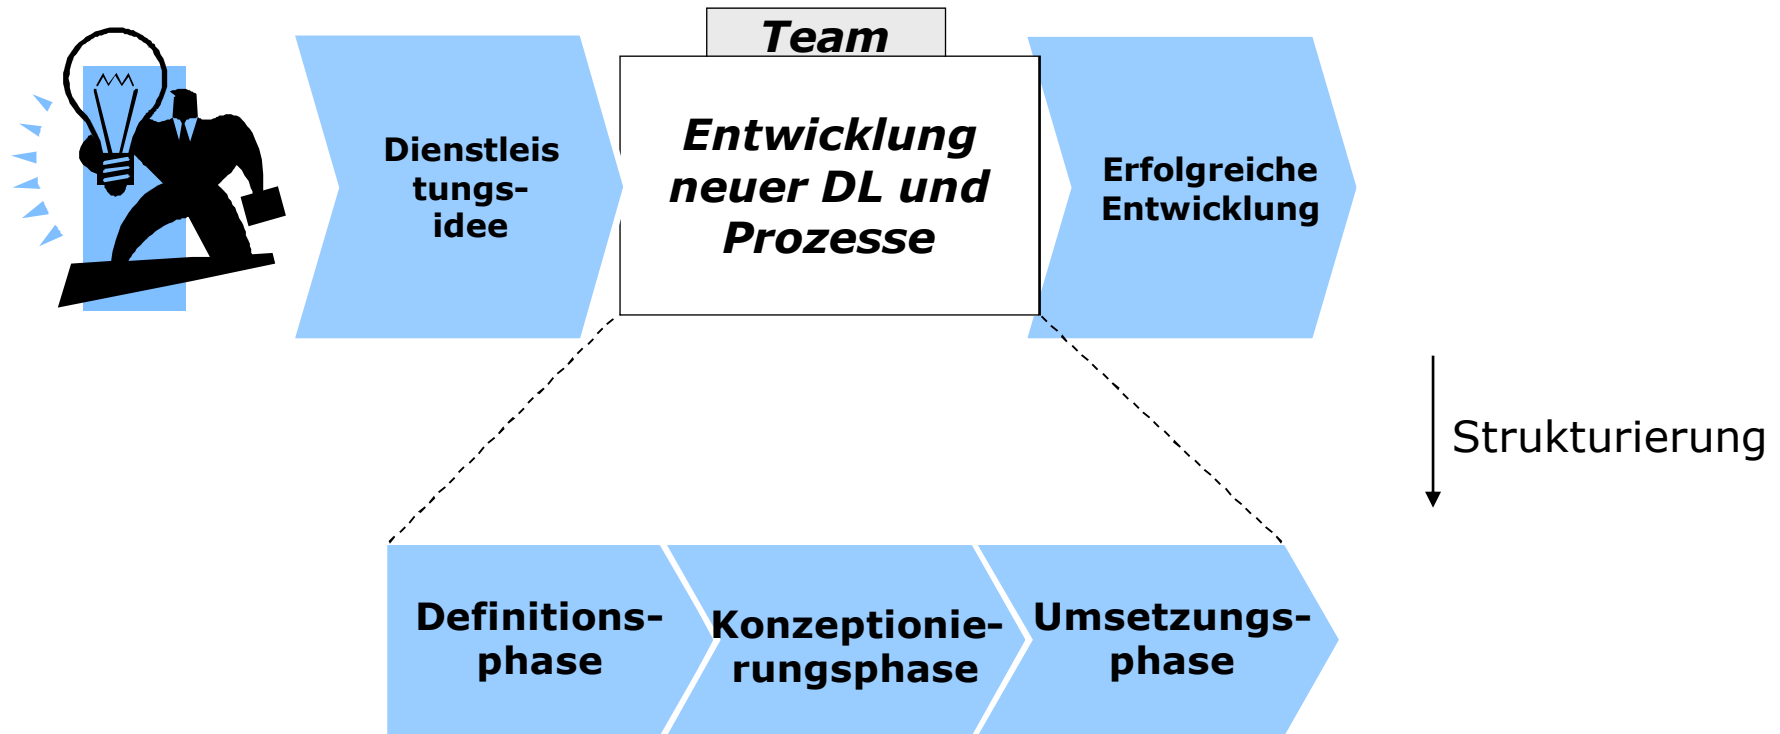 Team
Dienstleis
tungs-
idee
Entwicklung
neuer DL und
Prozesse
Erfolgreiche
Entwicklung
Strukturierung
Definitions-
phase
Konzeptionie-
rungsphase
Umsetzungs-
phase